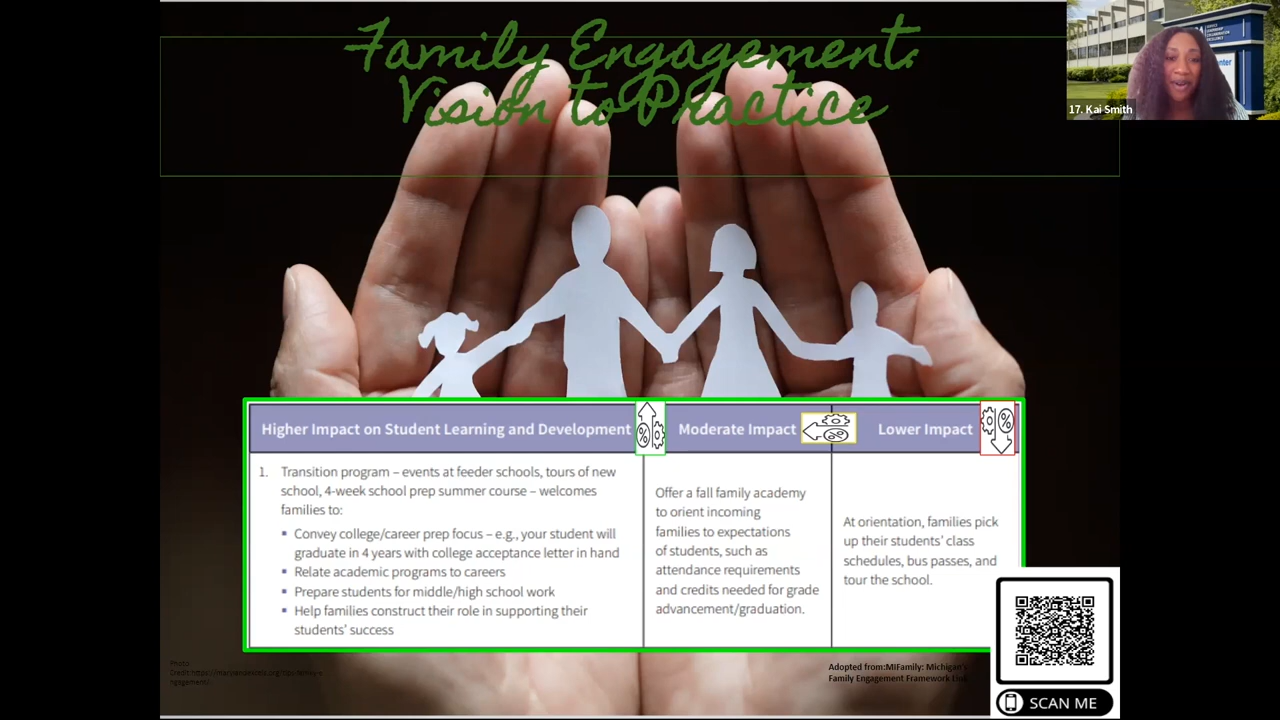 Family Engagement:
Vision to Practice
17. Kai Smith
Higher Impact on Student Learning and Development
Moderate Impact
Lower Impact
1. Transition program – events at feeder schools, tours of new
school, 4-week school prep summer course – welcomes
families to:
▪ Convey college/career prep focus – e.g., your student will
graduate in 4 years with college acceptance letter in hand
▪ Relate academic programs to careers
▪ Prepare students for middle/high school work
▪ Help families construct their role in supporting their
students’ success
Offer a fall family academy
to orient incoming
families to expectations
of students, such as
attendance requirements
and credits needed for grade
advancement/graduation.
At orientation, families pick
up their students’ class
schedules, bus passes, and
tour the school.
Photo
Adopted from:MiFamily: Michigan's
Family Engagement Framework
SCAN ME